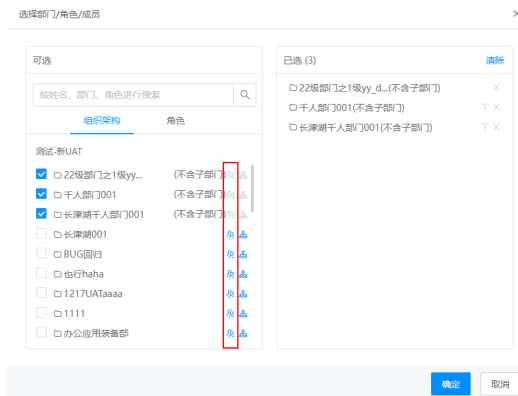 选择部门/角色/成员
可选
按姓名、部门、角色进行搜索
组织架构 角色
测试-新UAT
22级部门之1级yy... (不含子部门)
千人部门001 (不含子部门)
长津湖千人部门001 (不含子部门)
长津湖001
BUG回归
也行haha
1217UATaaaa
1111
办公应用装备部
已选 (3) 清除
22级部门之1级yy_d...(不含子部门)
千人部门001(不含子部门)
长津湖千人部门001(不含子部门)
确定 取消